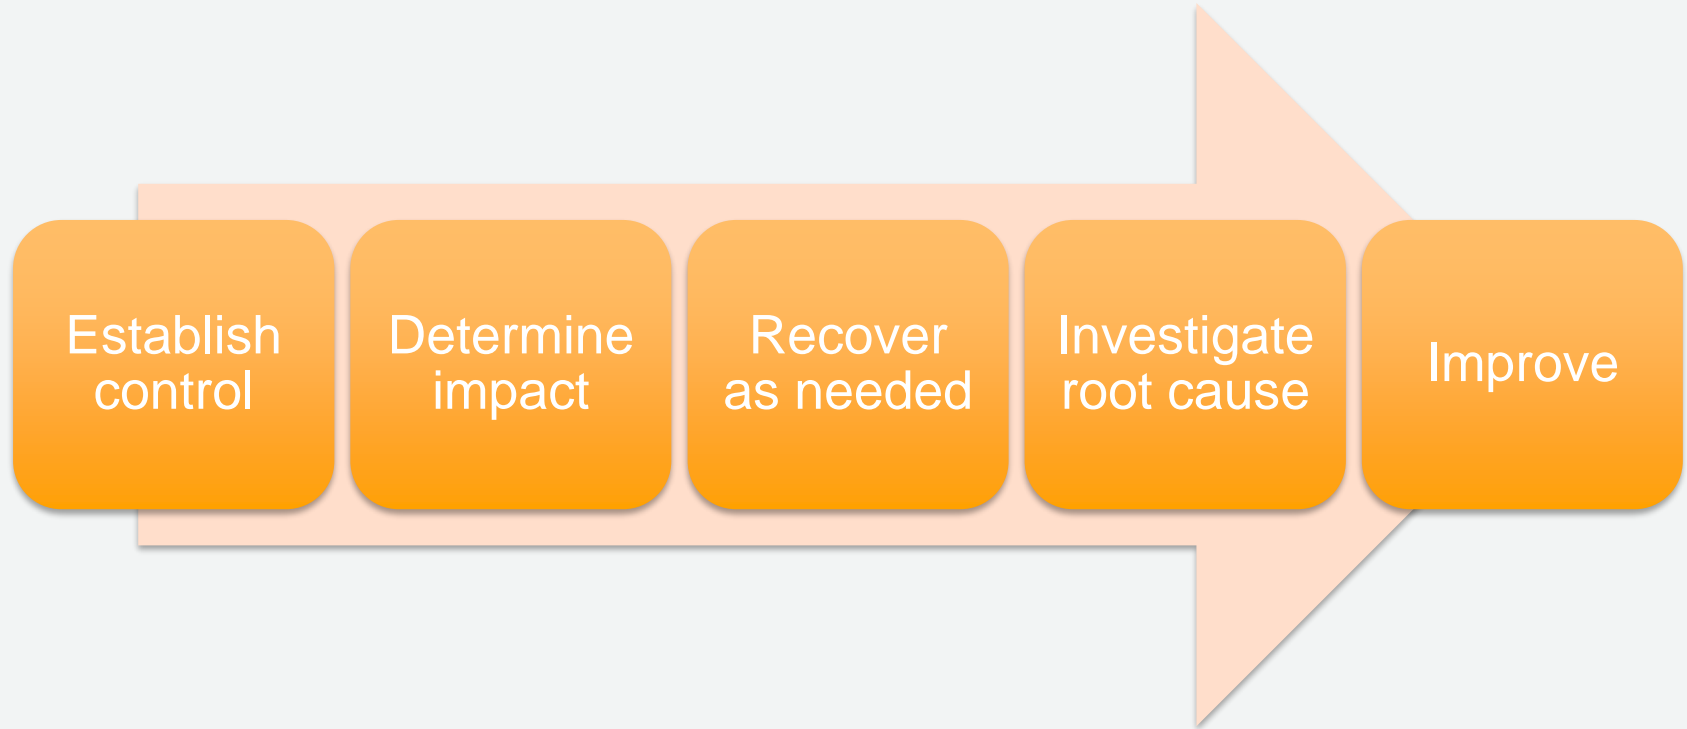 Establish
control
Determine
impact
Recover
as needed
Investigate
root cause
Improve